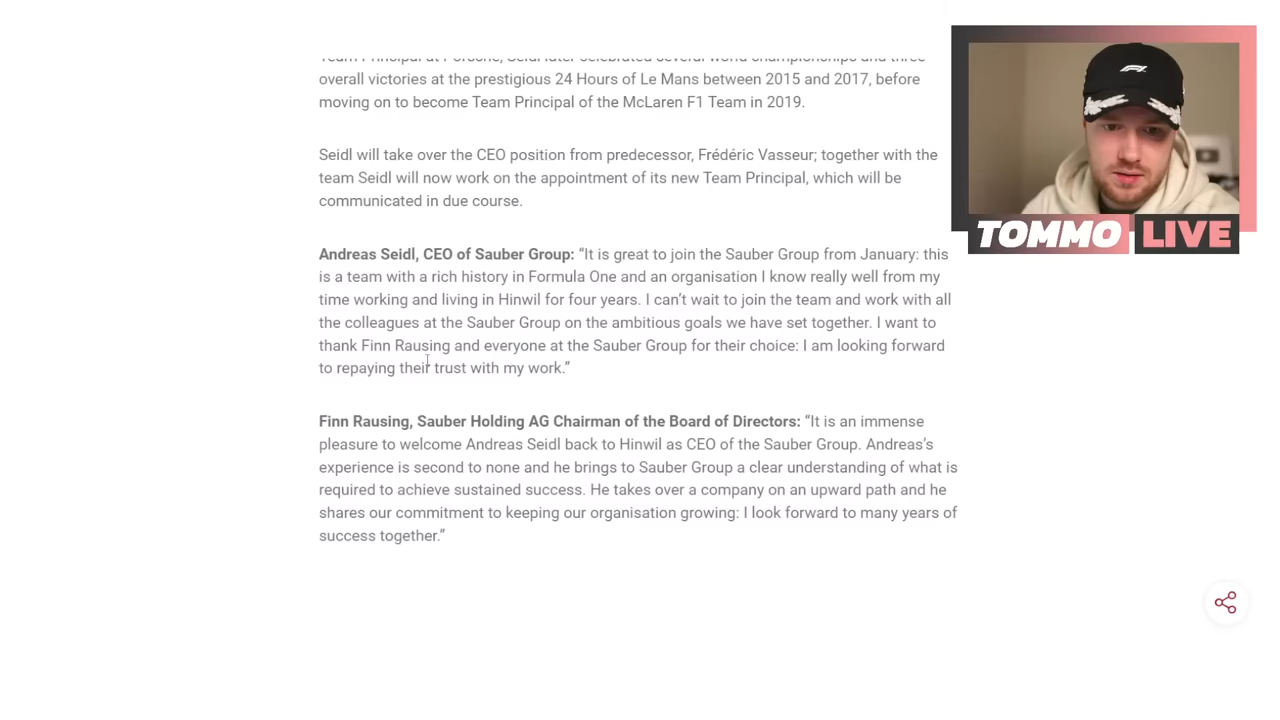 Team Principal at Porsche, Seidl later celebrated several world championships and three
overall victories at the prestigious 24 Hours of Le Mans between 2015 and 2017, before
moving on to become Team Principal of the McLaren F1 Team in 2019.
Seidl will take over the CEO position from predecessor, Frédéric Vasseur; together with the
team Seidl will now work on the appointment of its new Team Principal, which will be
communicated in due course.
Andreas Seidl, CEO of Sauber Group: “It is great to join the Sauber Group from January: this
is a team with a rich history in Formula One and an organisation I know really well from my
time working and living in Hinwil for four years. I can’t wait to join the team and work with all
the colleagues at the Sauber Group on the ambitious goals we have set together. I want to
thank Finn Rausing and everyone at the Sauber Group for their choice: I am looking forward
to repaying their trust with my work.”
Finn Rausing, Sauber Holding AG Chairman of the Board of Directors: “It is an immense
pleasure to welcome Andreas Seidl back to Hinwil as CEO of the Sauber Group. Andreas’s
experience is second to none and he brings to Sauber Group a clear understanding of what is
required to achieve sustained success. He takes over a company on an upward path and he
shares our commitment to keeping our organisation growing: I look forward to many years of
success together.”
TOMMO LIVE